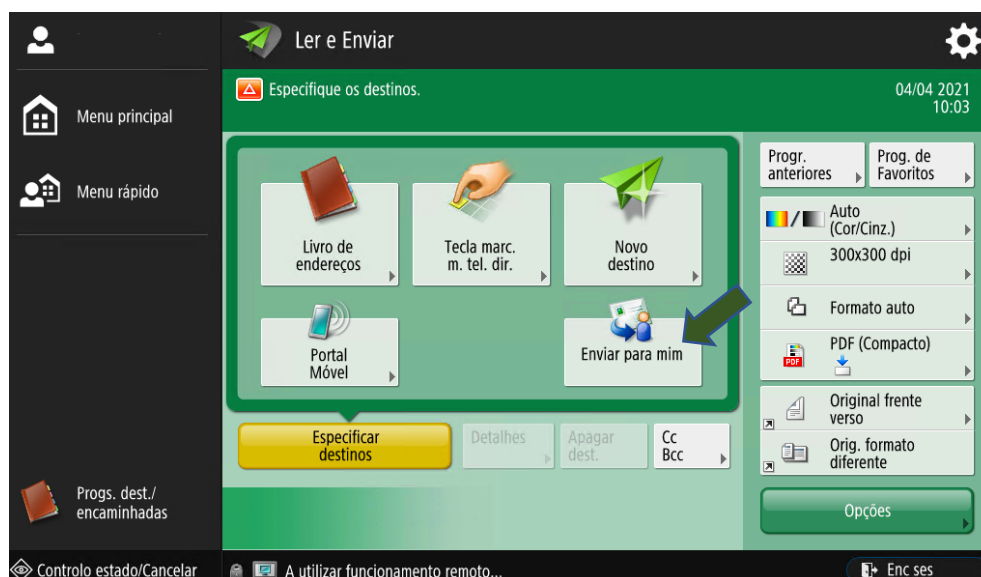 Ler e Enviar
Especifique os destinos.
04/04 2021
10:03
Menu principal
Menu rápido
Progs. dest./
encaminhadas
Livro de
endereços
Tecla marc.
m. tel. dir.
Novo
destino
Portal
Móvel
Enviar para mim
Especificar
destinos
Detalhes
Apagar
dest.
Cc
Bcc
Progr.
anteriores
Prog. de
Favoritos
Auto
(Cor/Cinz.)
300x300 dpi
Formato auto
PDF
PDF (Compacto)
Original frente
verso
Orig. formato
diferente
Opções
Controlo estado/Cancelar
A utilizar funcionamento remoto...
Enc ses